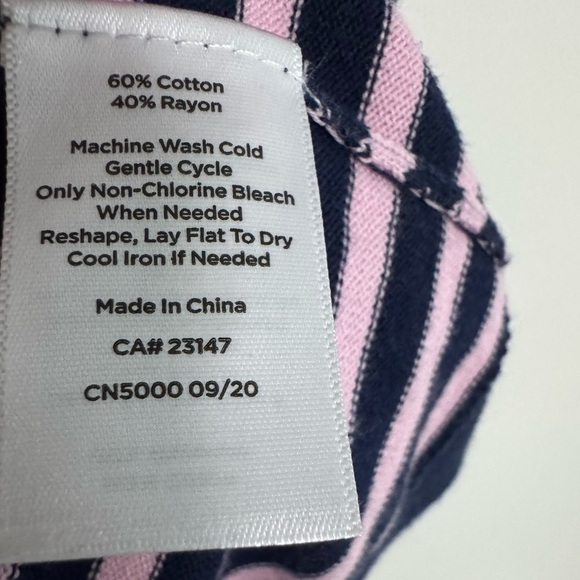 60% Cotton
40% Rayon
Machine Wash Cold
Gentle Cycle
Only Non-Chlorine Bleach
When Needed
Reshape, Lay Flat To Dry
Cool Iron If Needed
Made In China
CA# 23147
CN5000 09/20